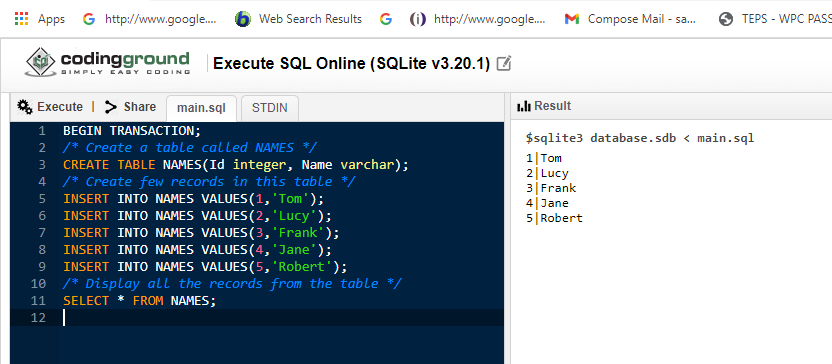 Apps
http://www.google....
Web Search Results
http://www.google....
Compose Mail - sa...
TEPS - WPC PASS
codingground
SIMPLY EASY CODING
Execute SQL Online (SQLite v3.20.1)
Execute | Share main.sql STDIN
1 BEGIN TRANSACTION;
2 /* Create a table called NAMES */
3 CREATE TABLE NAMES(Id integer, Name varchar);
4 /* Create few records in this table */
5 INSERT INTO NAMES VALUES(1,'Tom');
6 INSERT INTO NAMES VALUES(2,'Lucy');
7 INSERT INTO NAMES VALUES(3,'Frank');
8 INSERT INTO NAMES VALUES(4,'Jane');
9 INSERT INTO NAMES VALUES(5,'Robert');
10 /* Display all the records from the table */
11 SELECT * FROM NAMES;
12
Result
$sqlite3 database.sdb < main.sql
1|Tom
2|Lucy
3|Frank
4|Jane
5|Robert